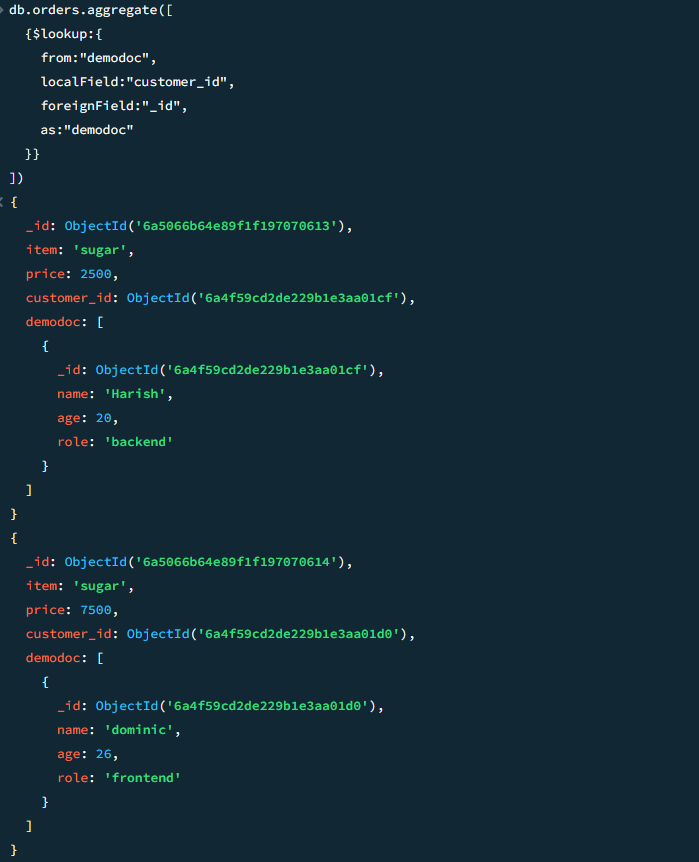 db.orders.aggregate([
{$lookup:{
from:"demodoc",
localField:"customer_id",
foreignField:"_id",
as:"demodoc"
}}
])
{
_id: ObjectId('6a5066b64e89f1f197070613'),
item: 'sugar',
price: 2500,
customer_id: ObjectId('6a4f59cd2de229b1e3aa01cf'),
demodoc: [
{
_id: ObjectId('6a4f59cd2de229b1e3aa01cf'),
name: 'Harish',
age: 20,
role: 'backend'
}
]
}
{
_id: ObjectId('6a5066b64e89f1f197070614'),
item: 'sugar',
price: 7500,
customer_id: ObjectId('6a4f59cd2de229b1e3aa01d0'),
demodoc: [
{
_id: ObjectId('6a4f59cd2de229b1e3aa01d0'),
name: 'dominic',
age: 26,
role: 'frontend'
}
]
}